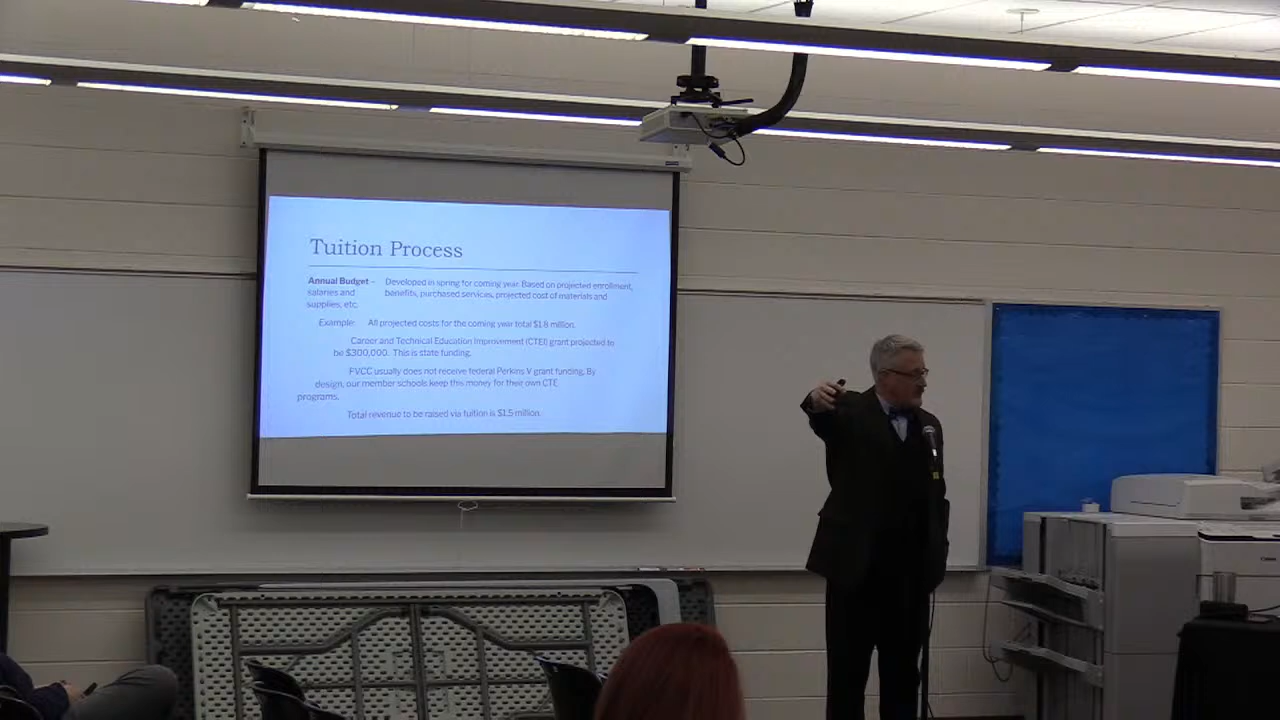 Tuition Process
Annual Budget – Developed in spring for coming year. Based on projected enrollment,
salaries and benefits, purchased services, projected cost of materials and
supplies, etc.
Example: All projected costs for the coming year total $1.8 million.
Career and Technical Education Improvement (CTEI) grant projected to
be $300,000. This is state funding.
FVCC usually does not receive federal Perkins V grant funding. By
design, our member schools keep this money for their own CTE
programs.
Total revenue to be raised via tuition is $1.5 million.
Canon